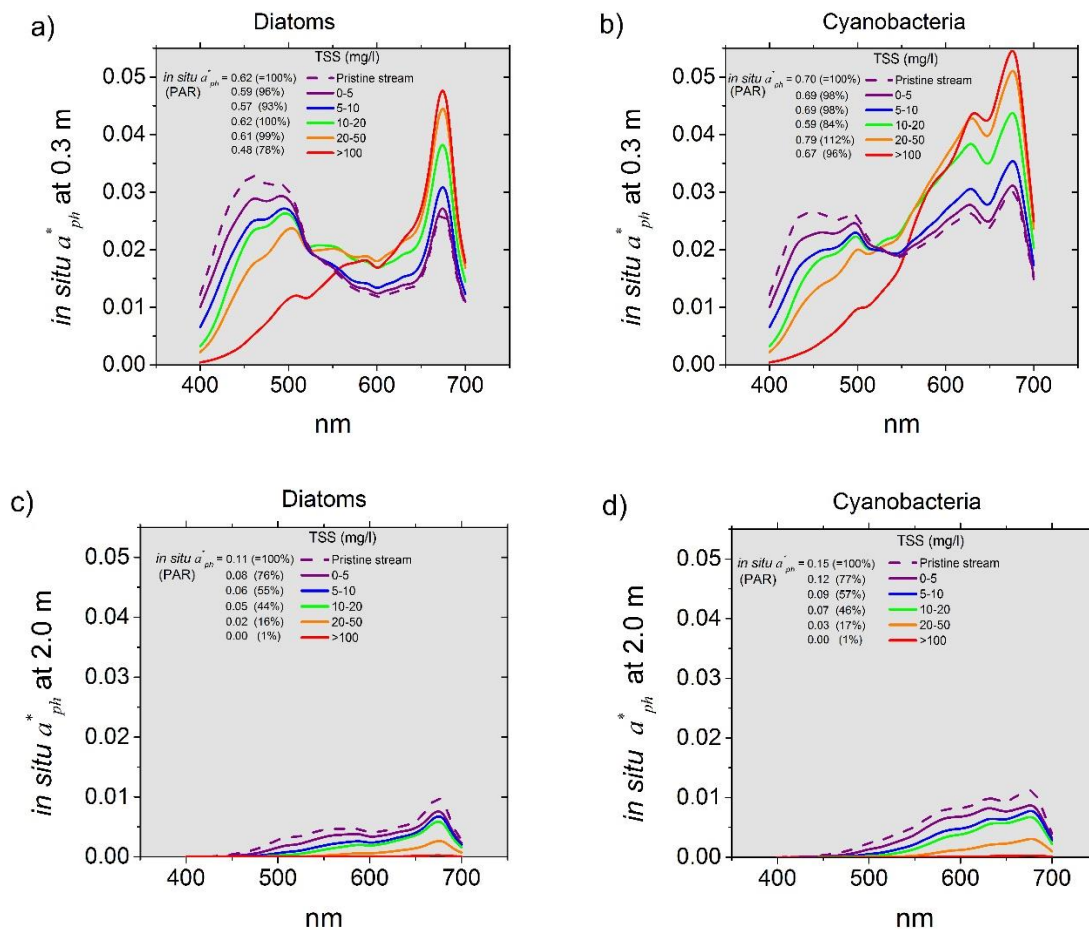 a)
Diatoms
TSS (mg/l)
in situ a*ph = 0.62 (=100%) Pristine stream
(PAR) 0.59 (96%) 0-5
0.57 (93%) 5-10
0.62 (100%) 10-20
0.61 (99%) 20-50
0.48 (78%) >100
in situ a*ph at 0.3 m
0.05
0.04
0.03
0.02
0.01
0.00
400 500 600 700
nm
b)
Cyanobacteria
TSS (mg/l)
in situ a*ph = 0.70 (=100%) Pristine stream
(PAR) 0.69 (98%) 0-5
0.69 (98%) 5-10
0.59 (84%) 10-20
0.79 (112%) 20-50
0.67 (96%) >100
in situ a*ph at 0.3 m
0.05
0.04
0.03
0.02
0.01
0.00
400 500 600 700
nm
c)
Diatoms
TSS (mg/l)
in situ a*ph = 0.11 (=100%) Pristine stream
(PAR) 0.08 (76%) 0-5
0.06 (55%) 5-10
0.05 (44%) 10-20
0.02 (16%) 20-50
0.00 (1%) >100
in situ a*ph at 2.0 m
0.05
0.04
0.03
0.02
0.01
0.00
400 500 600 700
nm
d)
Cyanobacteria
TSS (mg/l)
in situ a*ph = 0.15 (=100%) Pristine stream
(PAR) 0.12 (77%) 0-5
0.09 (57%) 5-10
0.07 (46%) 10-20
0.03 (17%) 20-50
0.00 (1%) >100
in situ a*ph at 2.0 m
0.05
0.04
0.03
0.02
0.01
0.00
400 500 600 700
nm